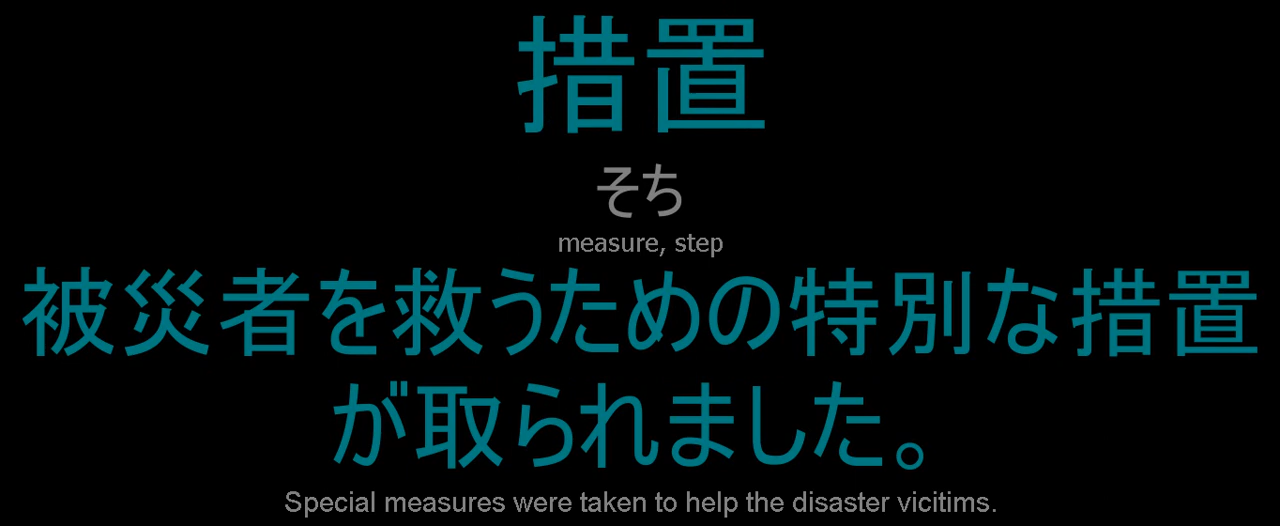 措置
そち
measure, step
被災者を救うための特別な措置
が取られました。
Special measures were taken to help the disaster vicitims.